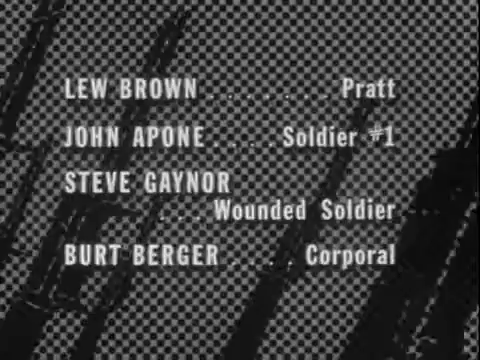 LEW BROWN . . . . . . . Pratt
JOHN APONE . . . . Soldier #1
STEVE GAYNOR
. . . Wounded Soldier
BURT BERGER . . . . Corporal